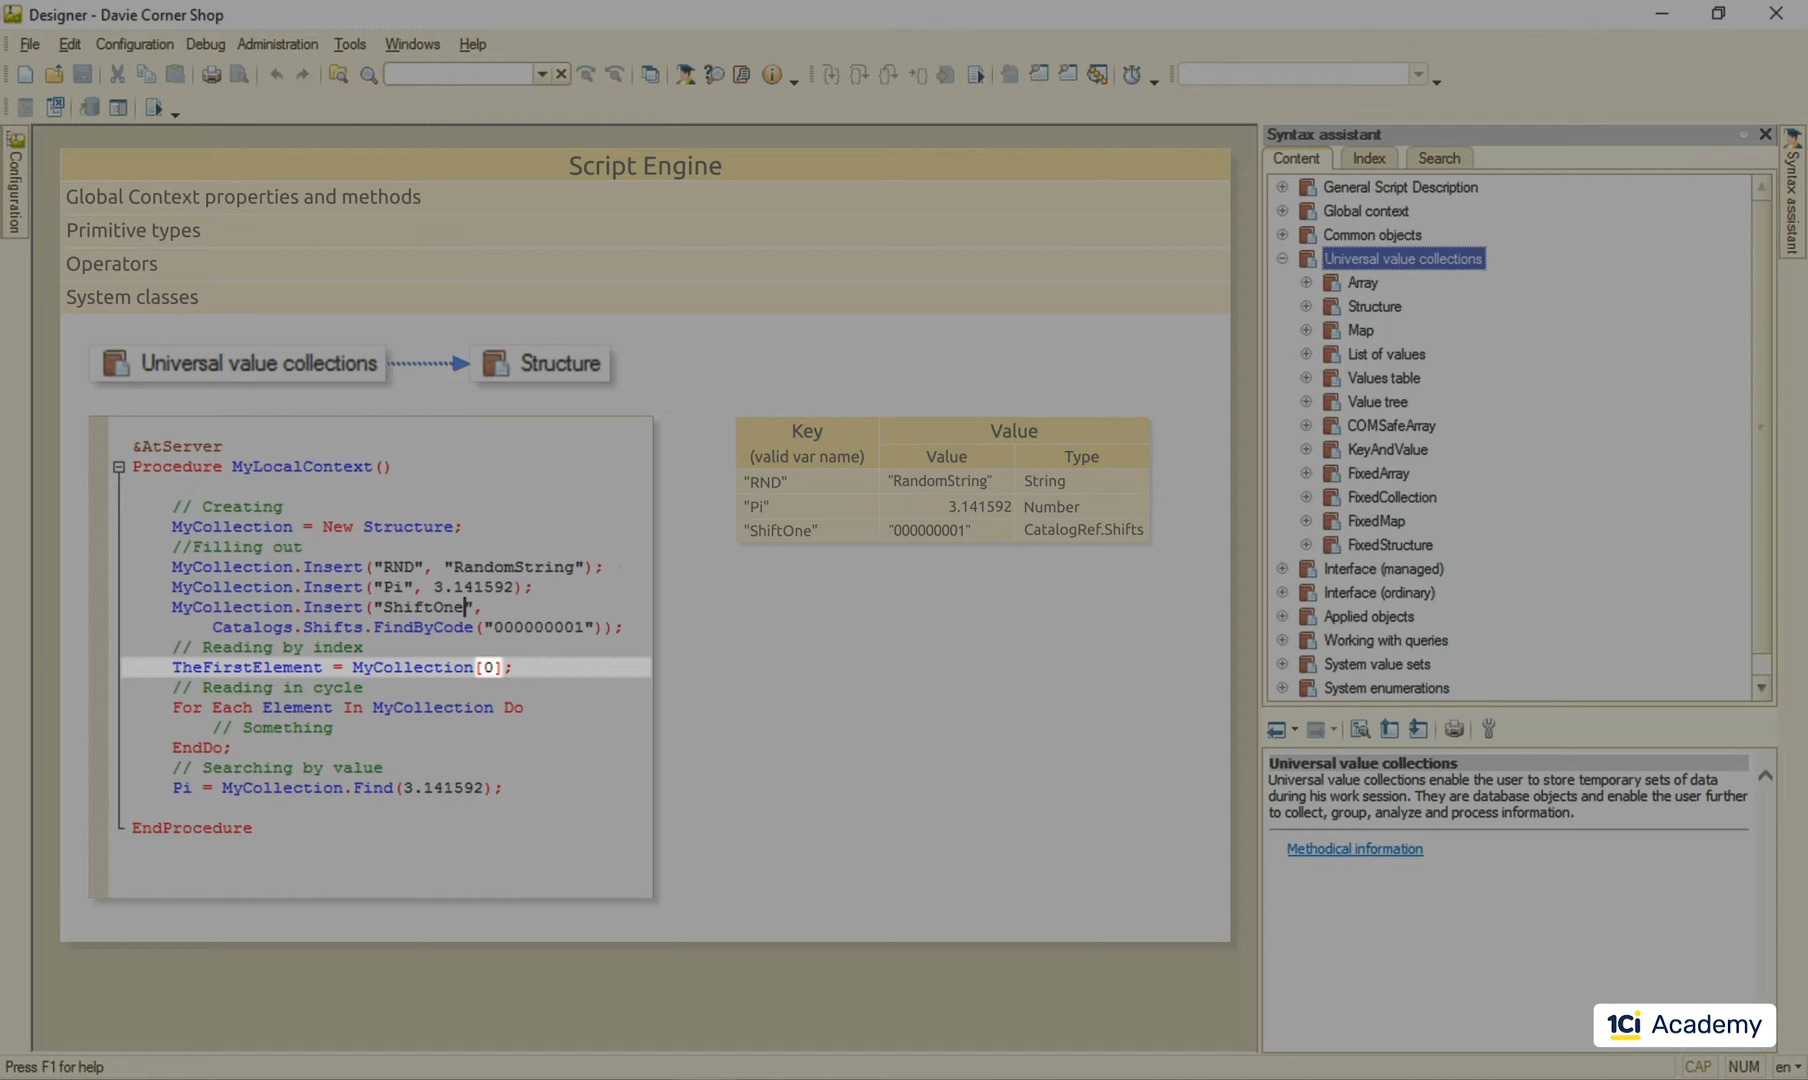 Designer - Davie Corner Shop
File Edit Configuration Debug Administration Tools Windows Help
Configuration
Script Engine
Global Context properties and methods
Primitive types
Operators
System classes
Universal value collections
Structure
&AtServer
Procedure MyLocalContext()
// Creating
MyCollection = New Structure;
//Filling out
MyCollection.Insert("RND", "RandomString");
MyCollection.Insert("Pi", 3.141592);
MyCollection.Insert("ShiftOne",
Catalogs.Shifts.FindByCode("000000001"));
// Reading by index
TheFirstElement = MyCollection[0];
// Reading in cycle
For Each Element In MyCollection Do
// Something
EndDo;
// Searching by value
Pi = MyCollection.Find(3.141592);
EndProcedure
Key Value
(valid var name) Value Type
"RND" "RandomString" String
"Pi" 3.141592 Number
"ShiftOne" "000000001" CatalogRef.Shifts
Syntax assistant
Content Index Search
General Script Description
Global context
Common objects
Universal value collections
Array
Structure
Map
List of values
Values table
Value tree
COMSafeArray
KeyAndValue
FixedArray
FixedCollection
FixedMap
FixedStructure
Interface (managed)
Interface (ordinary)
Applied objects
Working with queries
System value sets
System enumerations
Universal value collections
Universal value collections enable the user to store temporary sets of data
during his work session. They are database objects and enable the user further
to collect, group, analyze and process information.
Methodical information
Syntax assistant
1Ci Academy
Press F1 for help
CAP NUM en